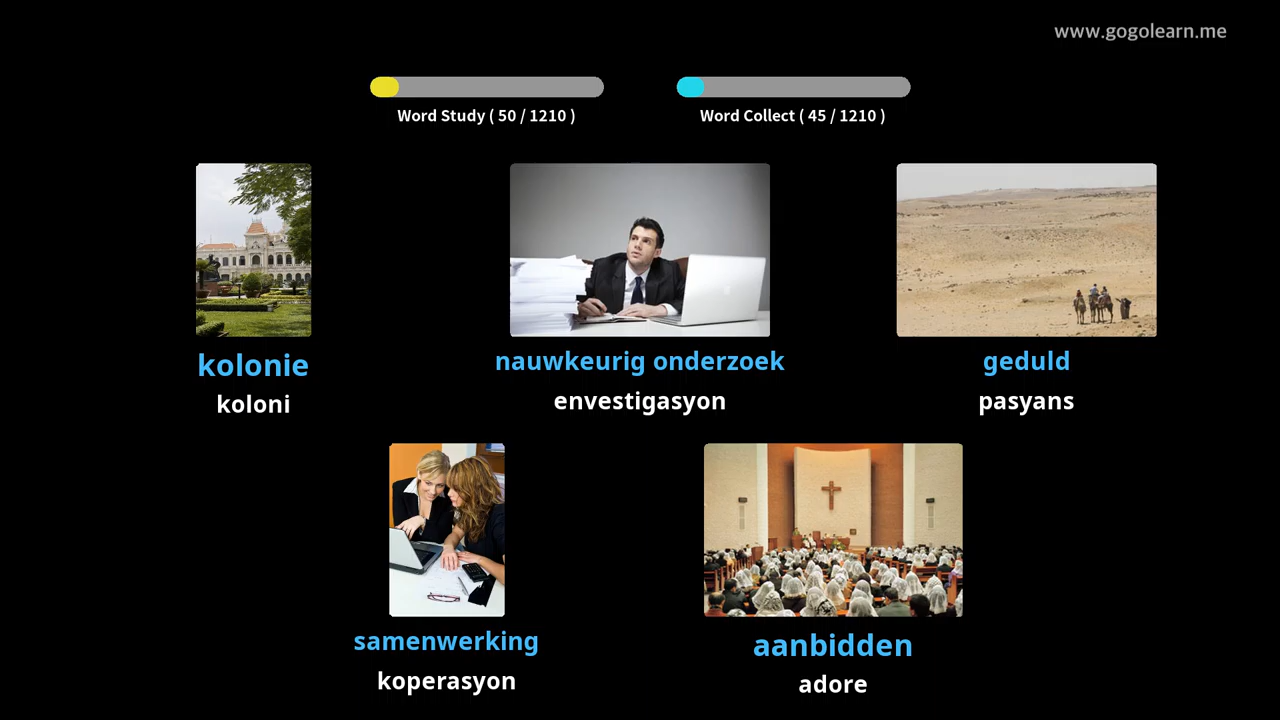 www.gogolearn.me
Word Study ( 50 / 1210 )
Word Collect ( 45 / 1210 )
kolonie
koloni
nauwkeurig onderzoek
envestigasyon
geduld
pasyans
samenwerking
koperasyon
aanbidden
adore